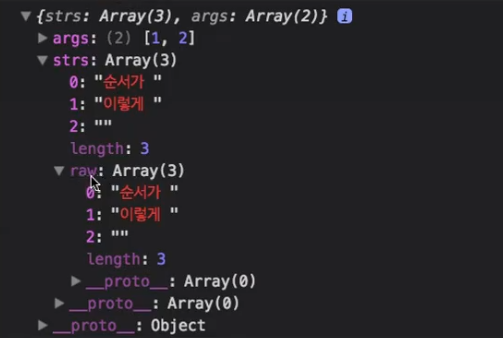 ▼{strs: Array(3), args: Array(2)} i
▶args: (2) [1, 2]
▼strs: Array(3)
0: "순서가 "
1: "이렇게 "
2: ""
length: 3
▼raw: Array(3)
0: "순서가 "
1: "이렇게 "
2: ""
length: 3
▶__proto__: Array(0)
▶__proto__: Array(0)
▶__proto__: Object